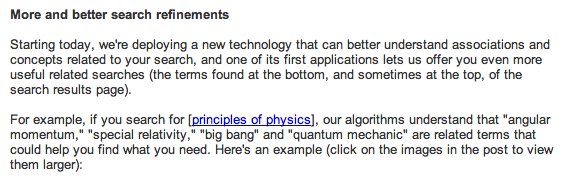 More and better search refinements
Starting today, we're deploying a new technology that can better understand associations and
concepts related to your search, and one of its first applications lets us offer you even more
useful related searches (the terms found at the bottom, and sometimes at the top, of the
search results page).
For example, if you search for [principles of physics], our algorithms understand that "angular
momentum," "special relativity," "big bang" and "quantum mechanic" are related terms that
could help you find what you need. Here's an example (click on the images in the post to view
them larger):